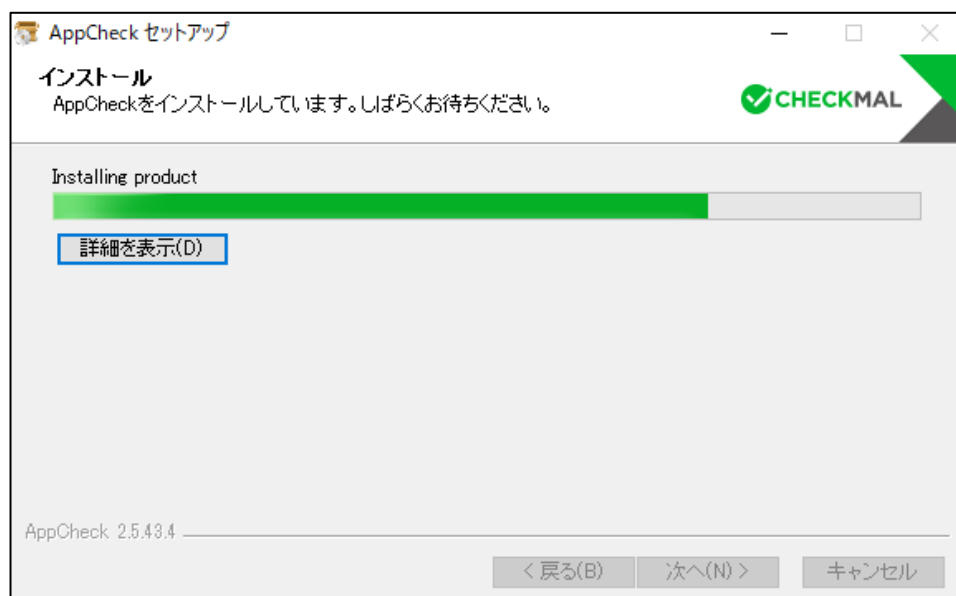 AppCheck セットアップ
インストール
AppCheckをインストールしています。しばらくお待ちください。
CHECKMAL
Installing product
詳細を表示(D)
AppCheck 2.5.43.4
< 戻る(B)
次へ(N) >
キャンセル